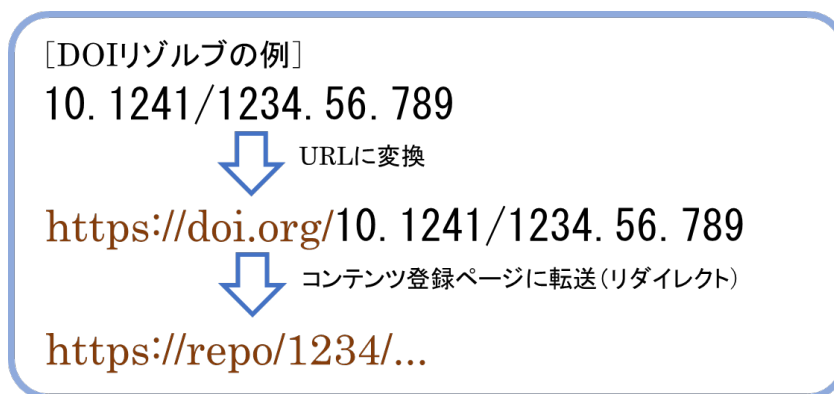 [DOIリゾルブの例]
10.1241/1234.56.789
URLに変換
https://doi.org/10.1241/1234.56.789
コンテンツ登録ページに転送(リダイレクト)
https://repo/1234/...